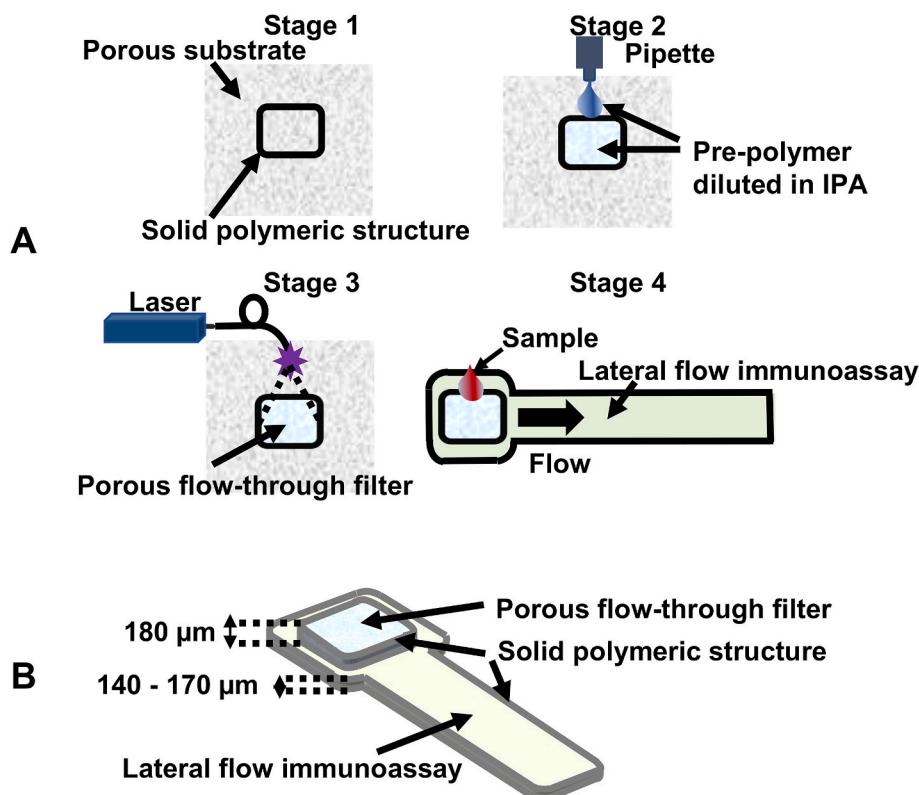 Stage 1
Porous substrate
Solid polymeric structure
Stage 2
Pipette
Pre-polymer
diluted in IPA
A
Stage 3
Laser
Porous flow-through filter
Stage 4
Sample
Lateral flow immunoassay
Flow
B
180 µm
140 - 170 µm
Porous flow-through filter
Solid polymeric structure
Lateral flow immunoassay